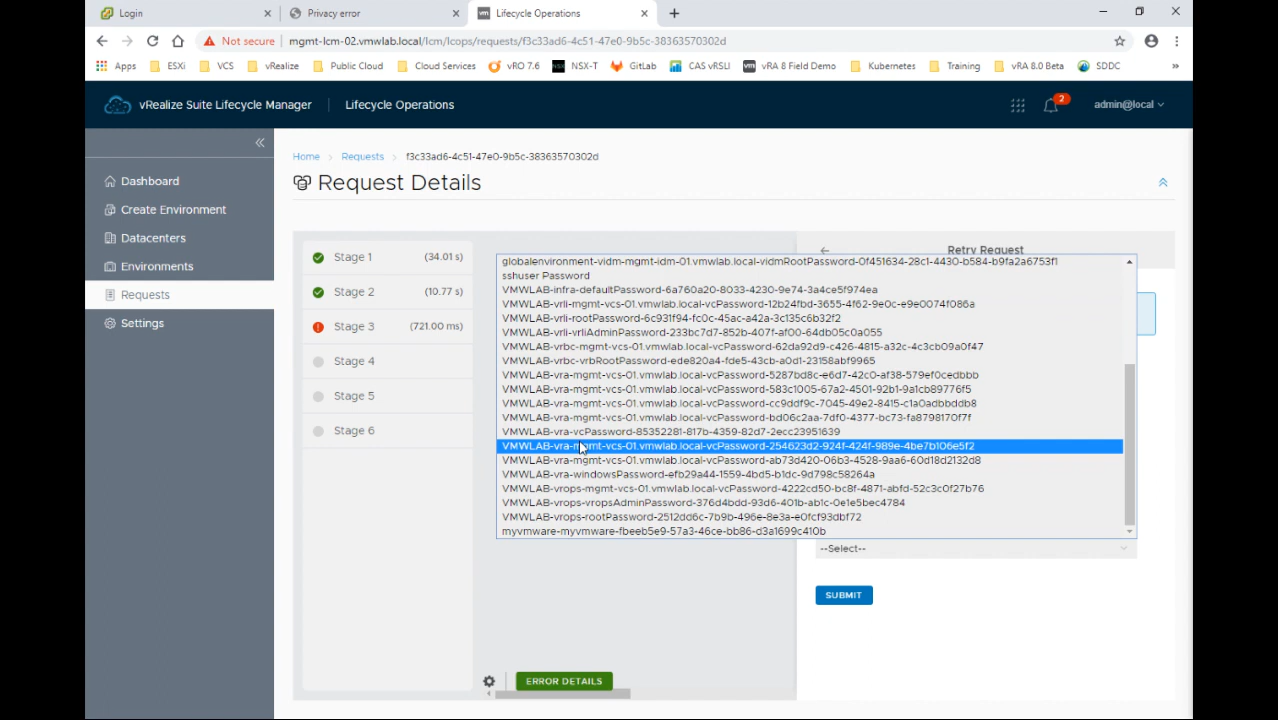 Login
Privacy error
Lifecycle Operations
Not secure
mgmt-lcm-02.vmwlab.local/lcm/lcops/requests/f3c33ad6-4c51-47e0-9b5c-38363570302d
Apps ESXi VCS vRealize Public Cloud Cloud Services vRO 7.6 NSX-T GitLab CAS vRSLI vRA 8 Field Demo Kubernetes Training vRA 8.0 Beta SDDC
vRealize Suite Lifecycle Manager
Lifecycle Operations
2
admin@local
Dashboard
Create Environment
Datacenters
Environments
Requests
Settings
Home > Requests > f3c33ad6-4c51-47e0-9b5c-38363570302d
Request Details
Stage 1 (34.01 s)
Stage 2 (10.77 s)
Stage 3 (721.00 ms)
Stage 4
Stage 5
Stage 6
Retry Request
globalenvironment-vidm-mgmt-idm-01.vmwlab.local-vidmRootPassword-0f451634-28c1-4430-b584-b9fa2a6753f1
sshuser Password
VMWLAB-infra-defaultPassword-6a760a20-8033-4230-9e74-3a4ce5f974ea
VMWLAB-vrli-mgmt-vcs-01.vmwlab.local-vcPassword-12b24fbd-3655-4f62-9e0c-e9e0074f086a
VMWLAB-vrli-rootPassword-6c931f94-fc0c-45ac-a42a-3c135c6b32f2
VMWLAB-vrli-vrliAdminPassword-233bc7d7-852b-407f-af00-64db05c0a055
VMWLAB-vrbc-mgmt-vcs-01.vmwlab.local-vcPassword-62da92d9-c426-4815-a32c-4c3cb09a0f47
VMWLAB-vrbc-vrbRootPassword-ede820a4-fde5-43cb-a0d1-23158abf9965
VMWLAB-vra-mgmt-vcs-01.vmwlab.local-vcPassword-5287bd8c-e6d7-42c0-af38-579ef0cedbbb
VMWLAB-vra-mgmt-vcs-01.vmwlab.local-vcPassword-583c1005-67a2-4501-92b1-9a1cb89776f5
VMWLAB-vra-mgmt-vcs-01.vmwlab.local-vcPassword-cc9ddf9c-7045-49e2-8415-c1a0adbbddb8
VMWLAB-vra-mgmt-vcs-01.vmwlab.local-vcPassword-bd06c2aa-7df0-4377-bc73-fa8798170f7f
VMWLAB-vra-vcPassword-85352281-817b-4359-82d7-2ecc23951639
VMWLAB-vra-mgmt-vcs-01.vmwlab.local-vcPassword-254623d2-924f-424f-989e-4be7b106e5f2
VMWLAB-vra-mgmt-vcs-01.vmwlab.local-vcPassword-ab73d420-06b3-4528-9aa6-60d18d2132d8
VMWLAB-vra-windowsPassword-efb29a44-1559-4bd5-b1dc-9d798c58264a
VMWLAB-vrops-mgmt-vcs-01.vmwlab.local-vcPassword-4222cd50-bc8f-4871-abfd-52c3c0f27b76
VMWLAB-vrops-vropsAdminPassword-376d4bdd-93d6-401b-ab1c-0e1e5bec4784
VMWLAB-vrops-rootPassword-2512dd6c-7b9b-496e-8e3a-e0fcf93dbf72
myvmware-myvmware-fbeeb5e9-57a3-46ce-bb86-d3a1699c410b
--Select--
SUBMIT
ERROR DETAILS